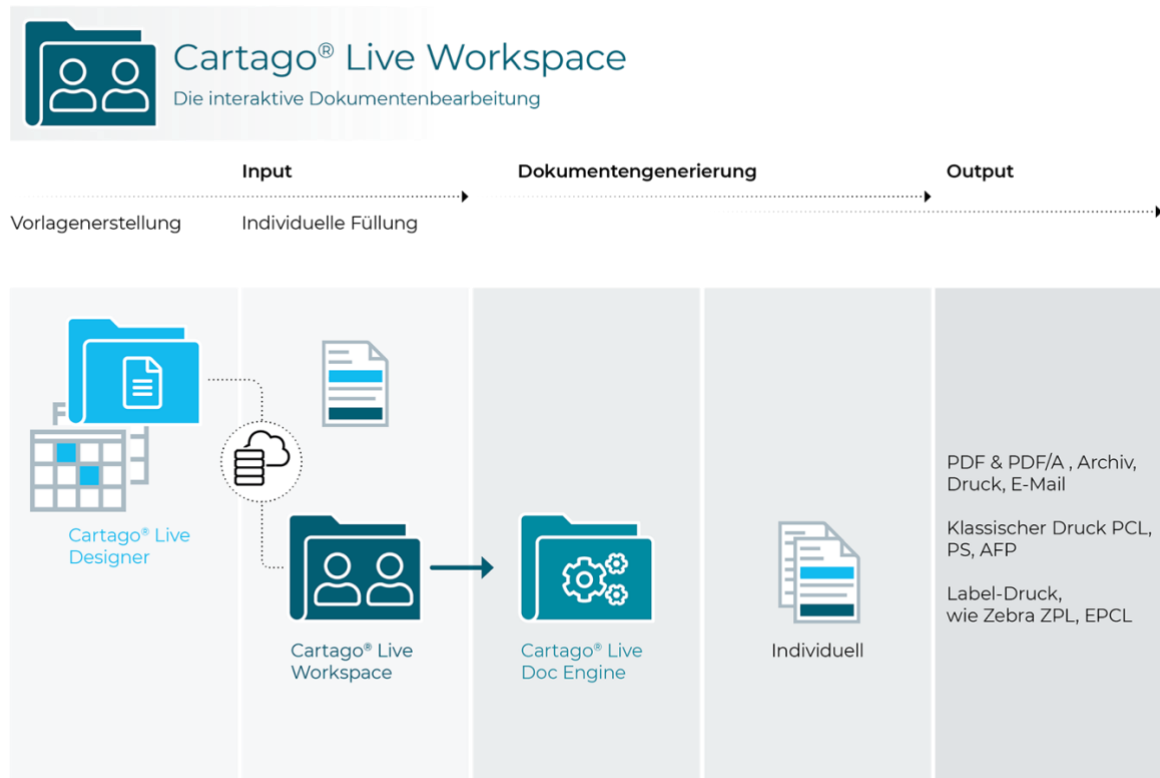 Cartago® Live Workspace
Die interaktive Dokumentenbearbeitung
Input
Dokumentengenerierung
Output
Vorlagenerstellung
Individuelle Füllung
F
Cartago® Live
Designer
Cartago® Live
Workspace
Cartago® Live
Doc Engine
Individuell
PDF & PDF/A , Archiv,
Druck, E-Mail
Klassischer Druck PCL,
PS, AFP
Label-Druck,
wie Zebra ZPL, EPCL